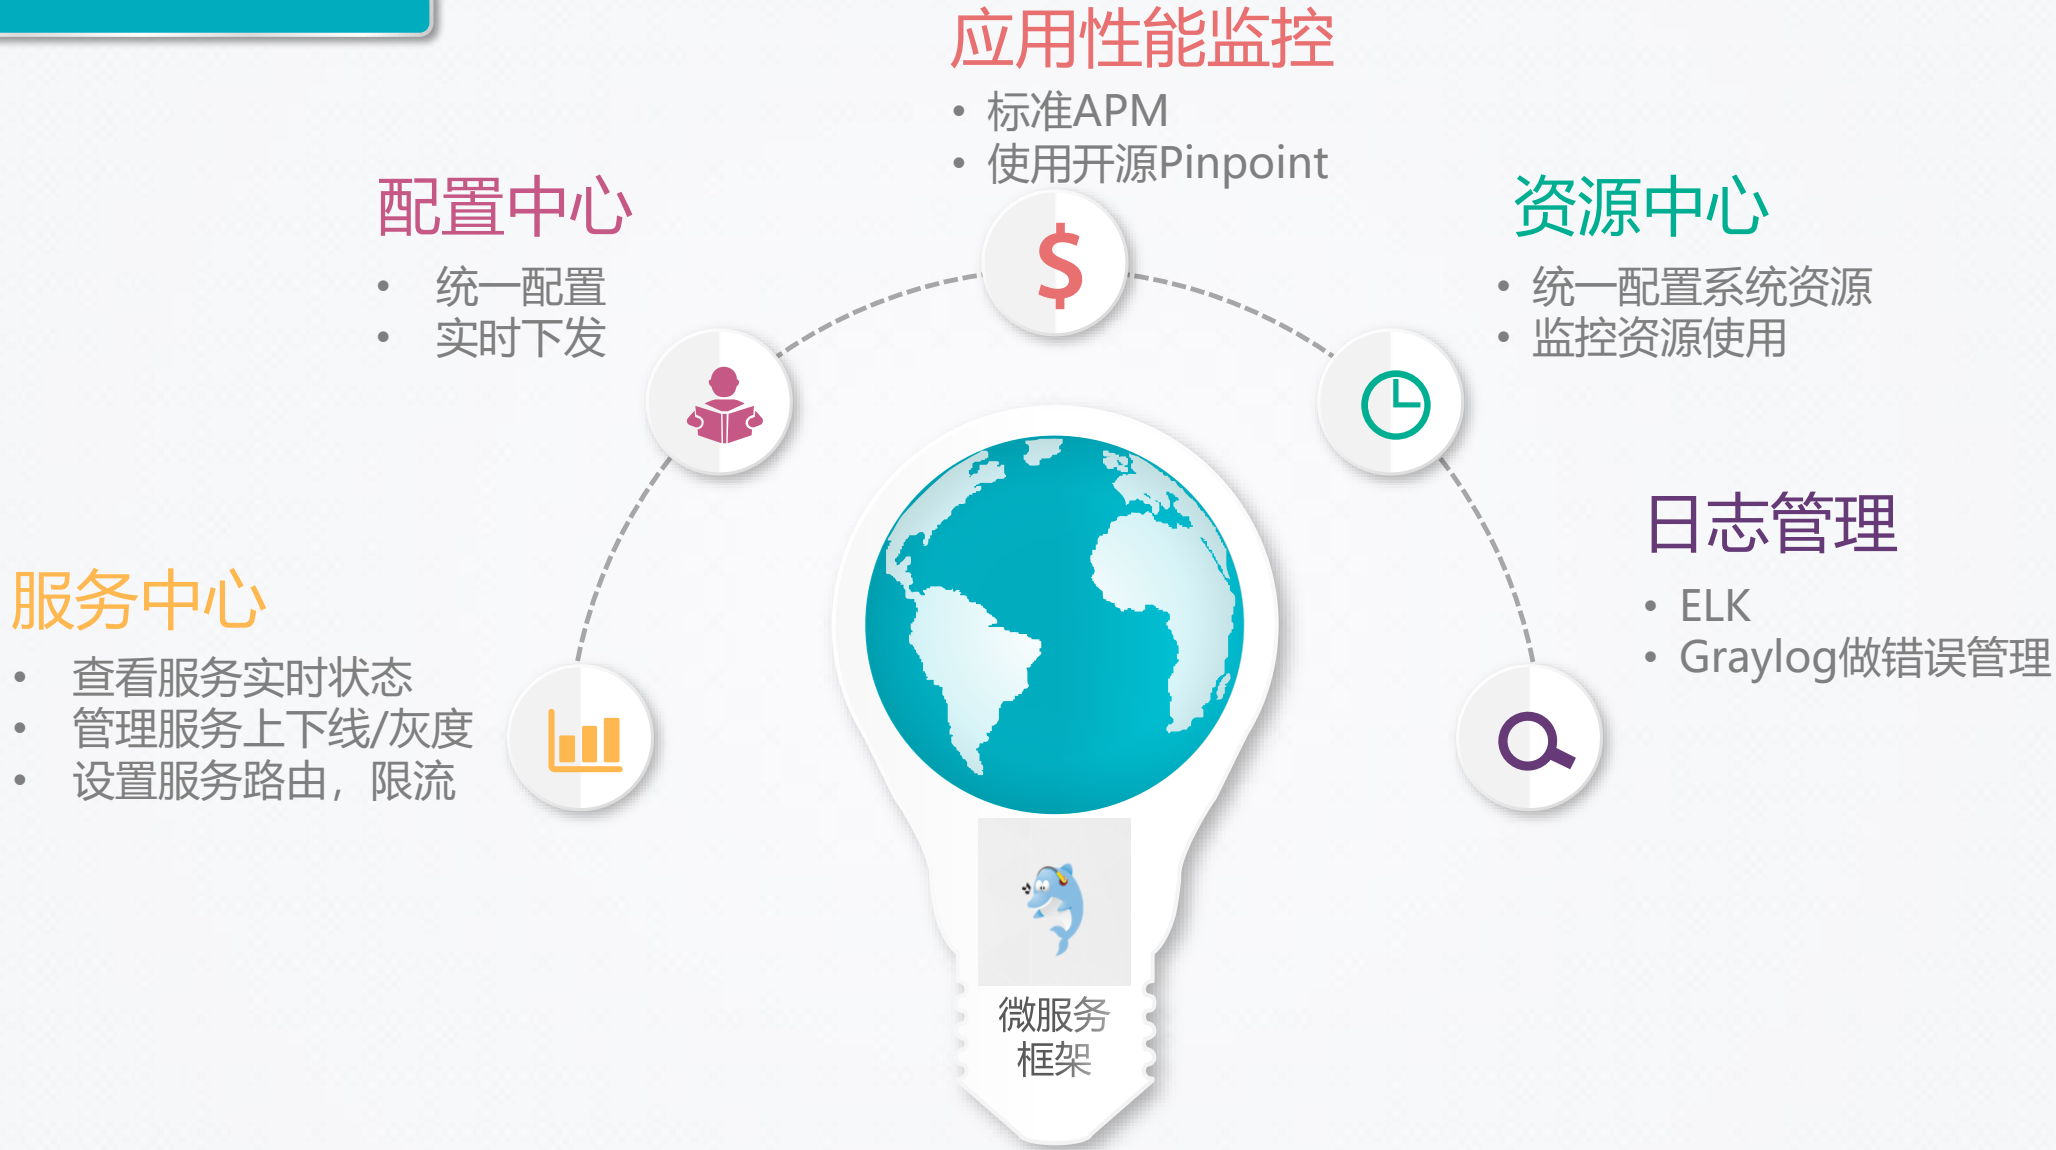 应用性能监控
• 标准APM
• 使用开源Pinpoint
配置中心
• 统一配置
• 实时下发
资源中心
• 统一配置系统资源
• 监控资源使用
日志管理
• ELK
• Graylog做错误管理
服务中心
• 查看服务实时状态
• 管理服务上下线/灰度
• 设置服务路由，限流
微服务
框架